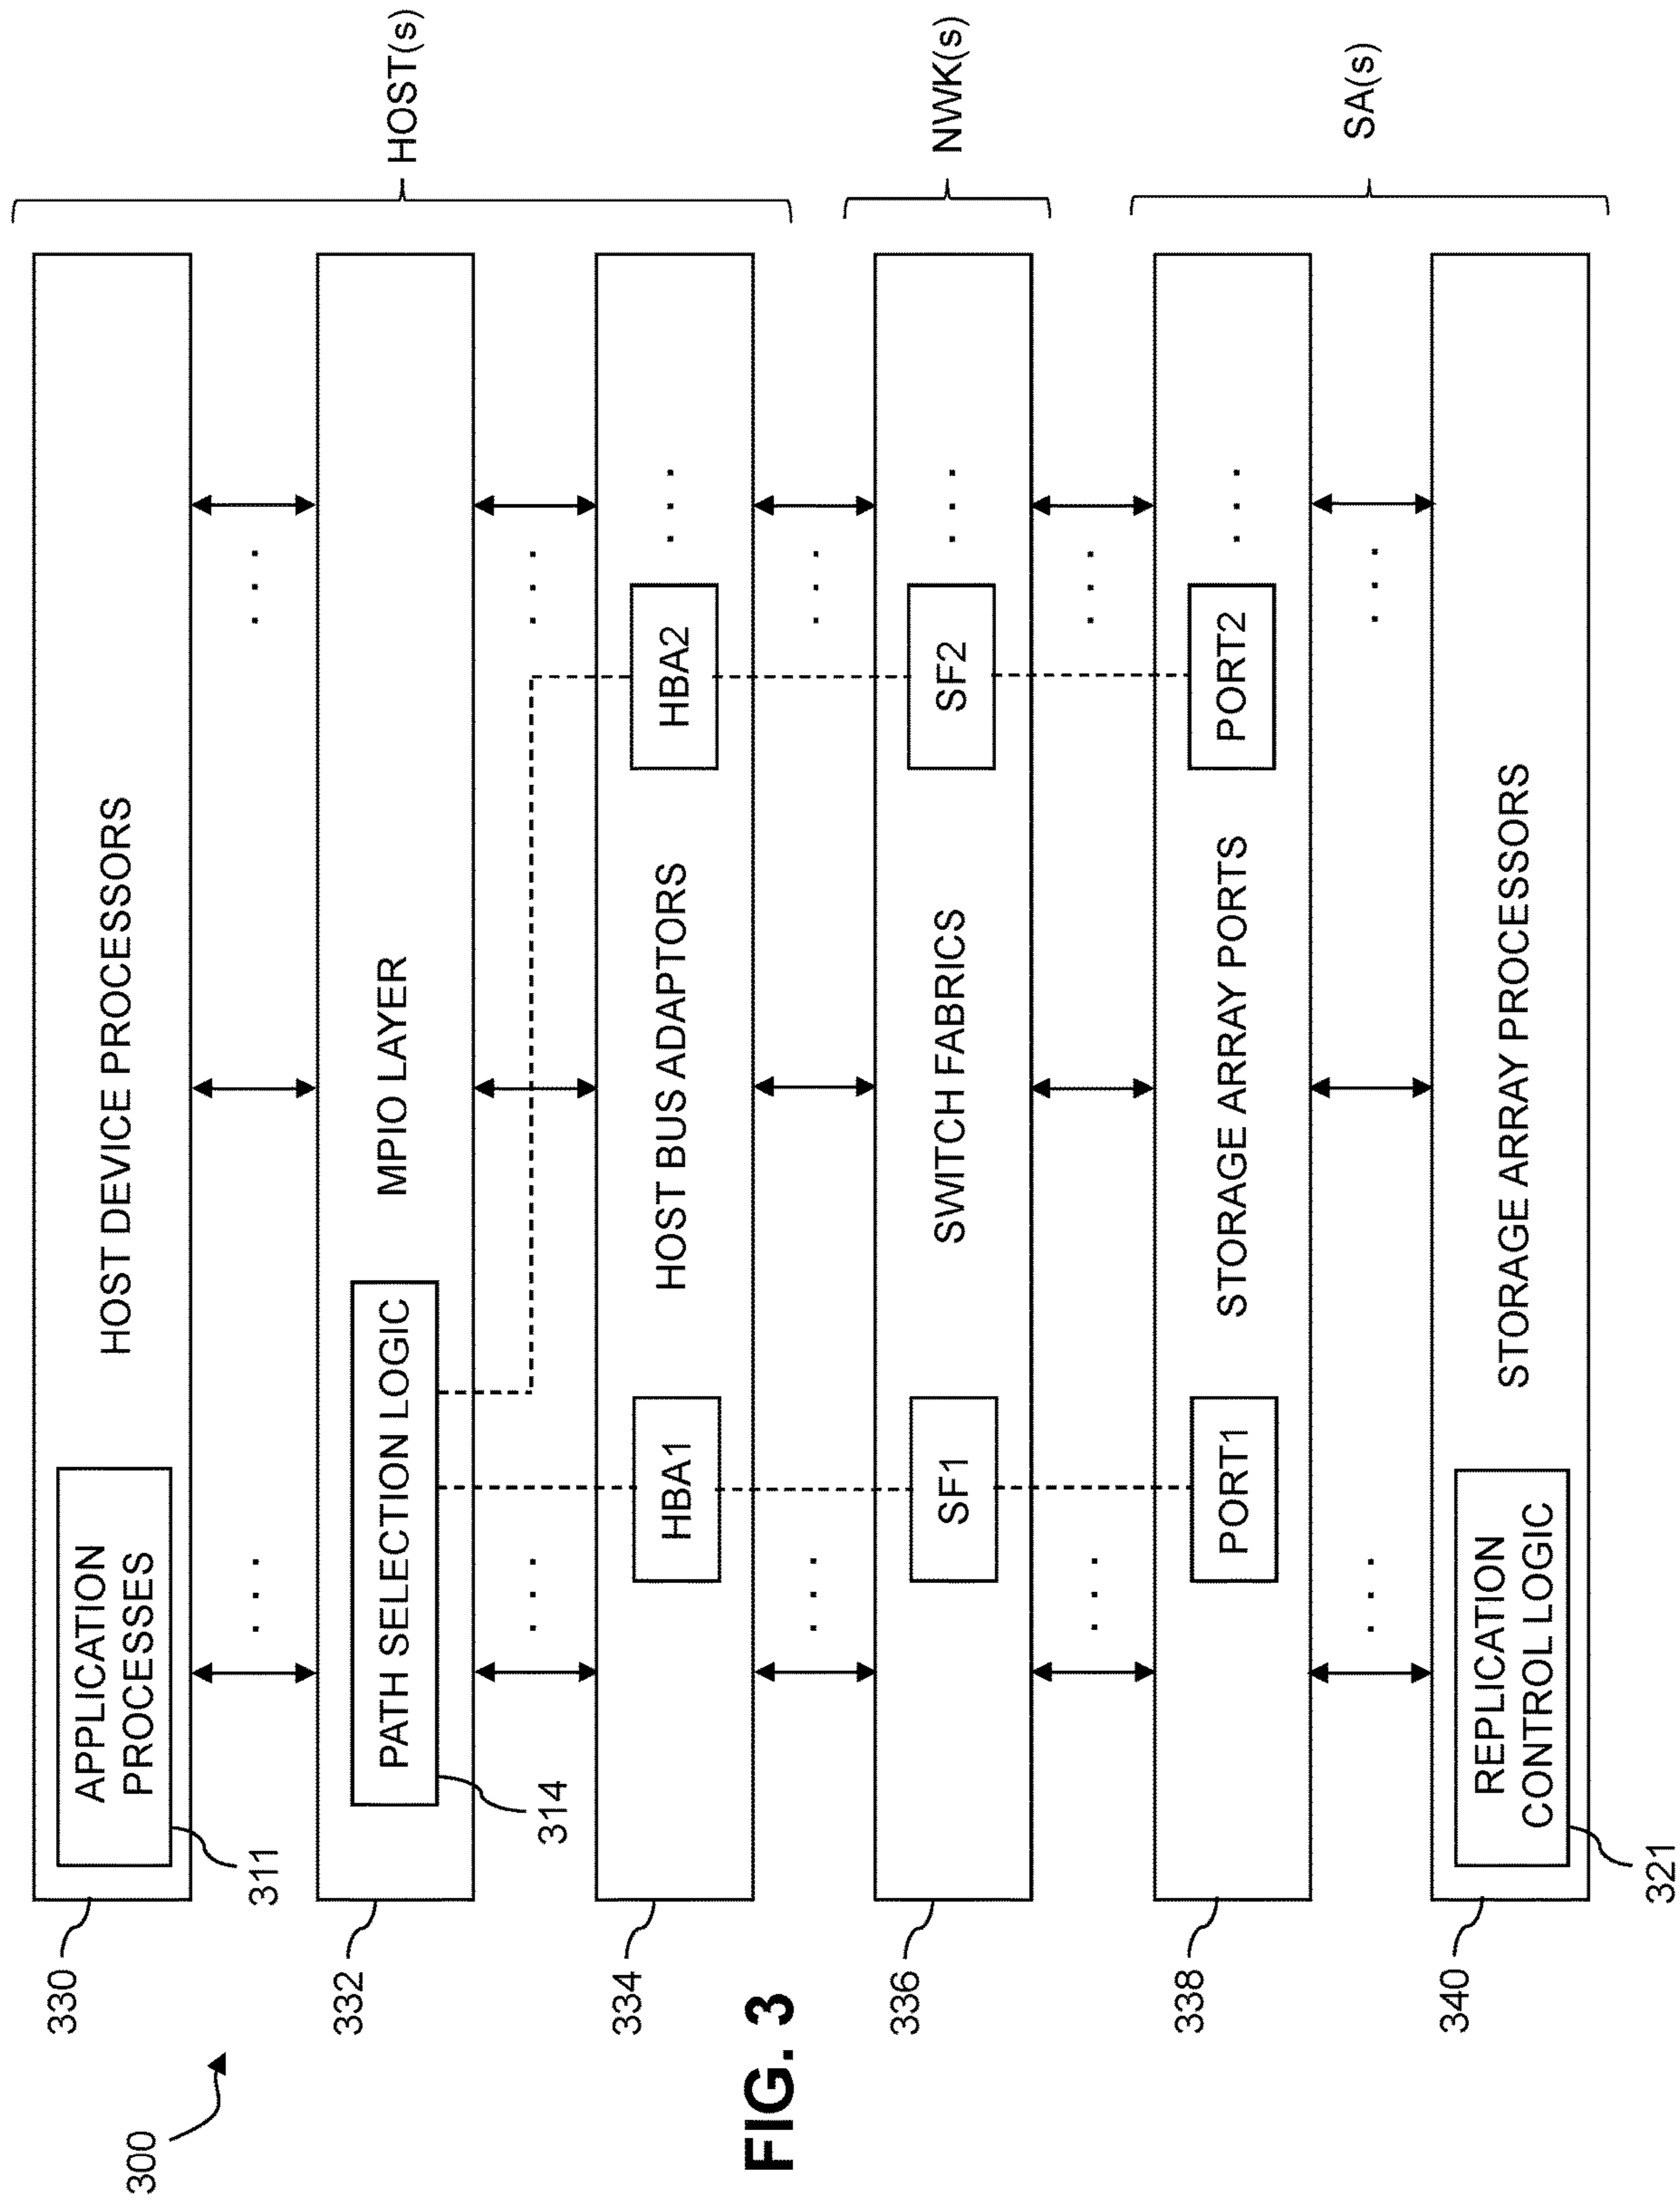 300
330
APPLICATION
PROCESSES
HOST DEVICE PROCESSORS
311
HOST(s)
332
PATH SELECTION LOGIC
MPIO LAYER
314
334
HBA1
HOST BUS ADAPTORS
HBA2
336
SF1
SWITCH FABRICS
SF2
NWK(s)
338
PORT1
STORAGE ARRAY PORTS
PORT2
SA(s)
340
REPLICATION
CONTROL LOGIC
STORAGE ARRAY PROCESSORS
321
FIG. 3